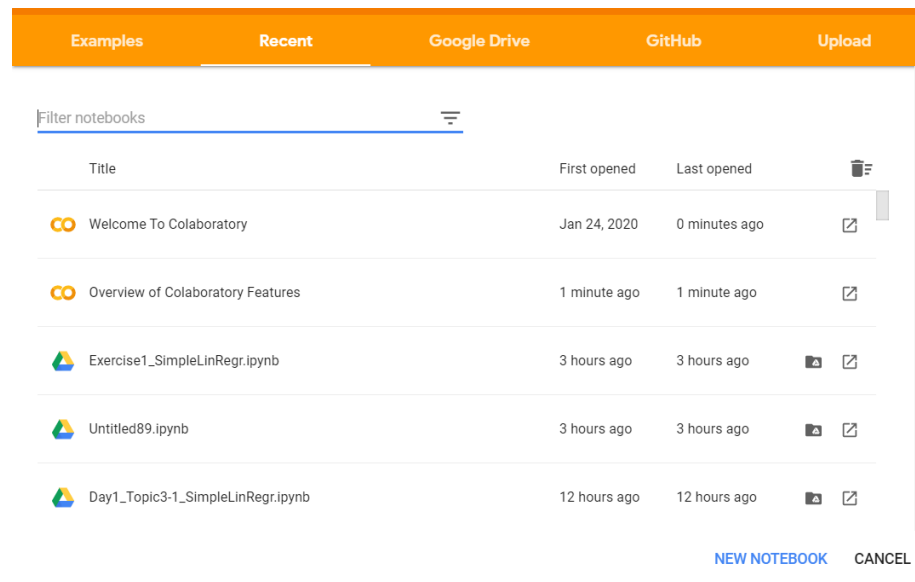 Examples Recent Google Drive GitHub Upload
Filter notebooks
Title First opened Last opened
Welcome To Colaboratory Jan 24, 2020 0 minutes ago
Overview of Colaboratory Features 1 minute ago 1 minute ago
Exercise1_SimpleLinRegr.ipynb 3 hours ago 3 hours ago
Untitled89.ipynb 3 hours ago 3 hours ago
Day1_Topic3-1_SimpleLinRegr.ipynb 12 hours ago 12 hours ago
NEW NOTEBOOK CANCEL